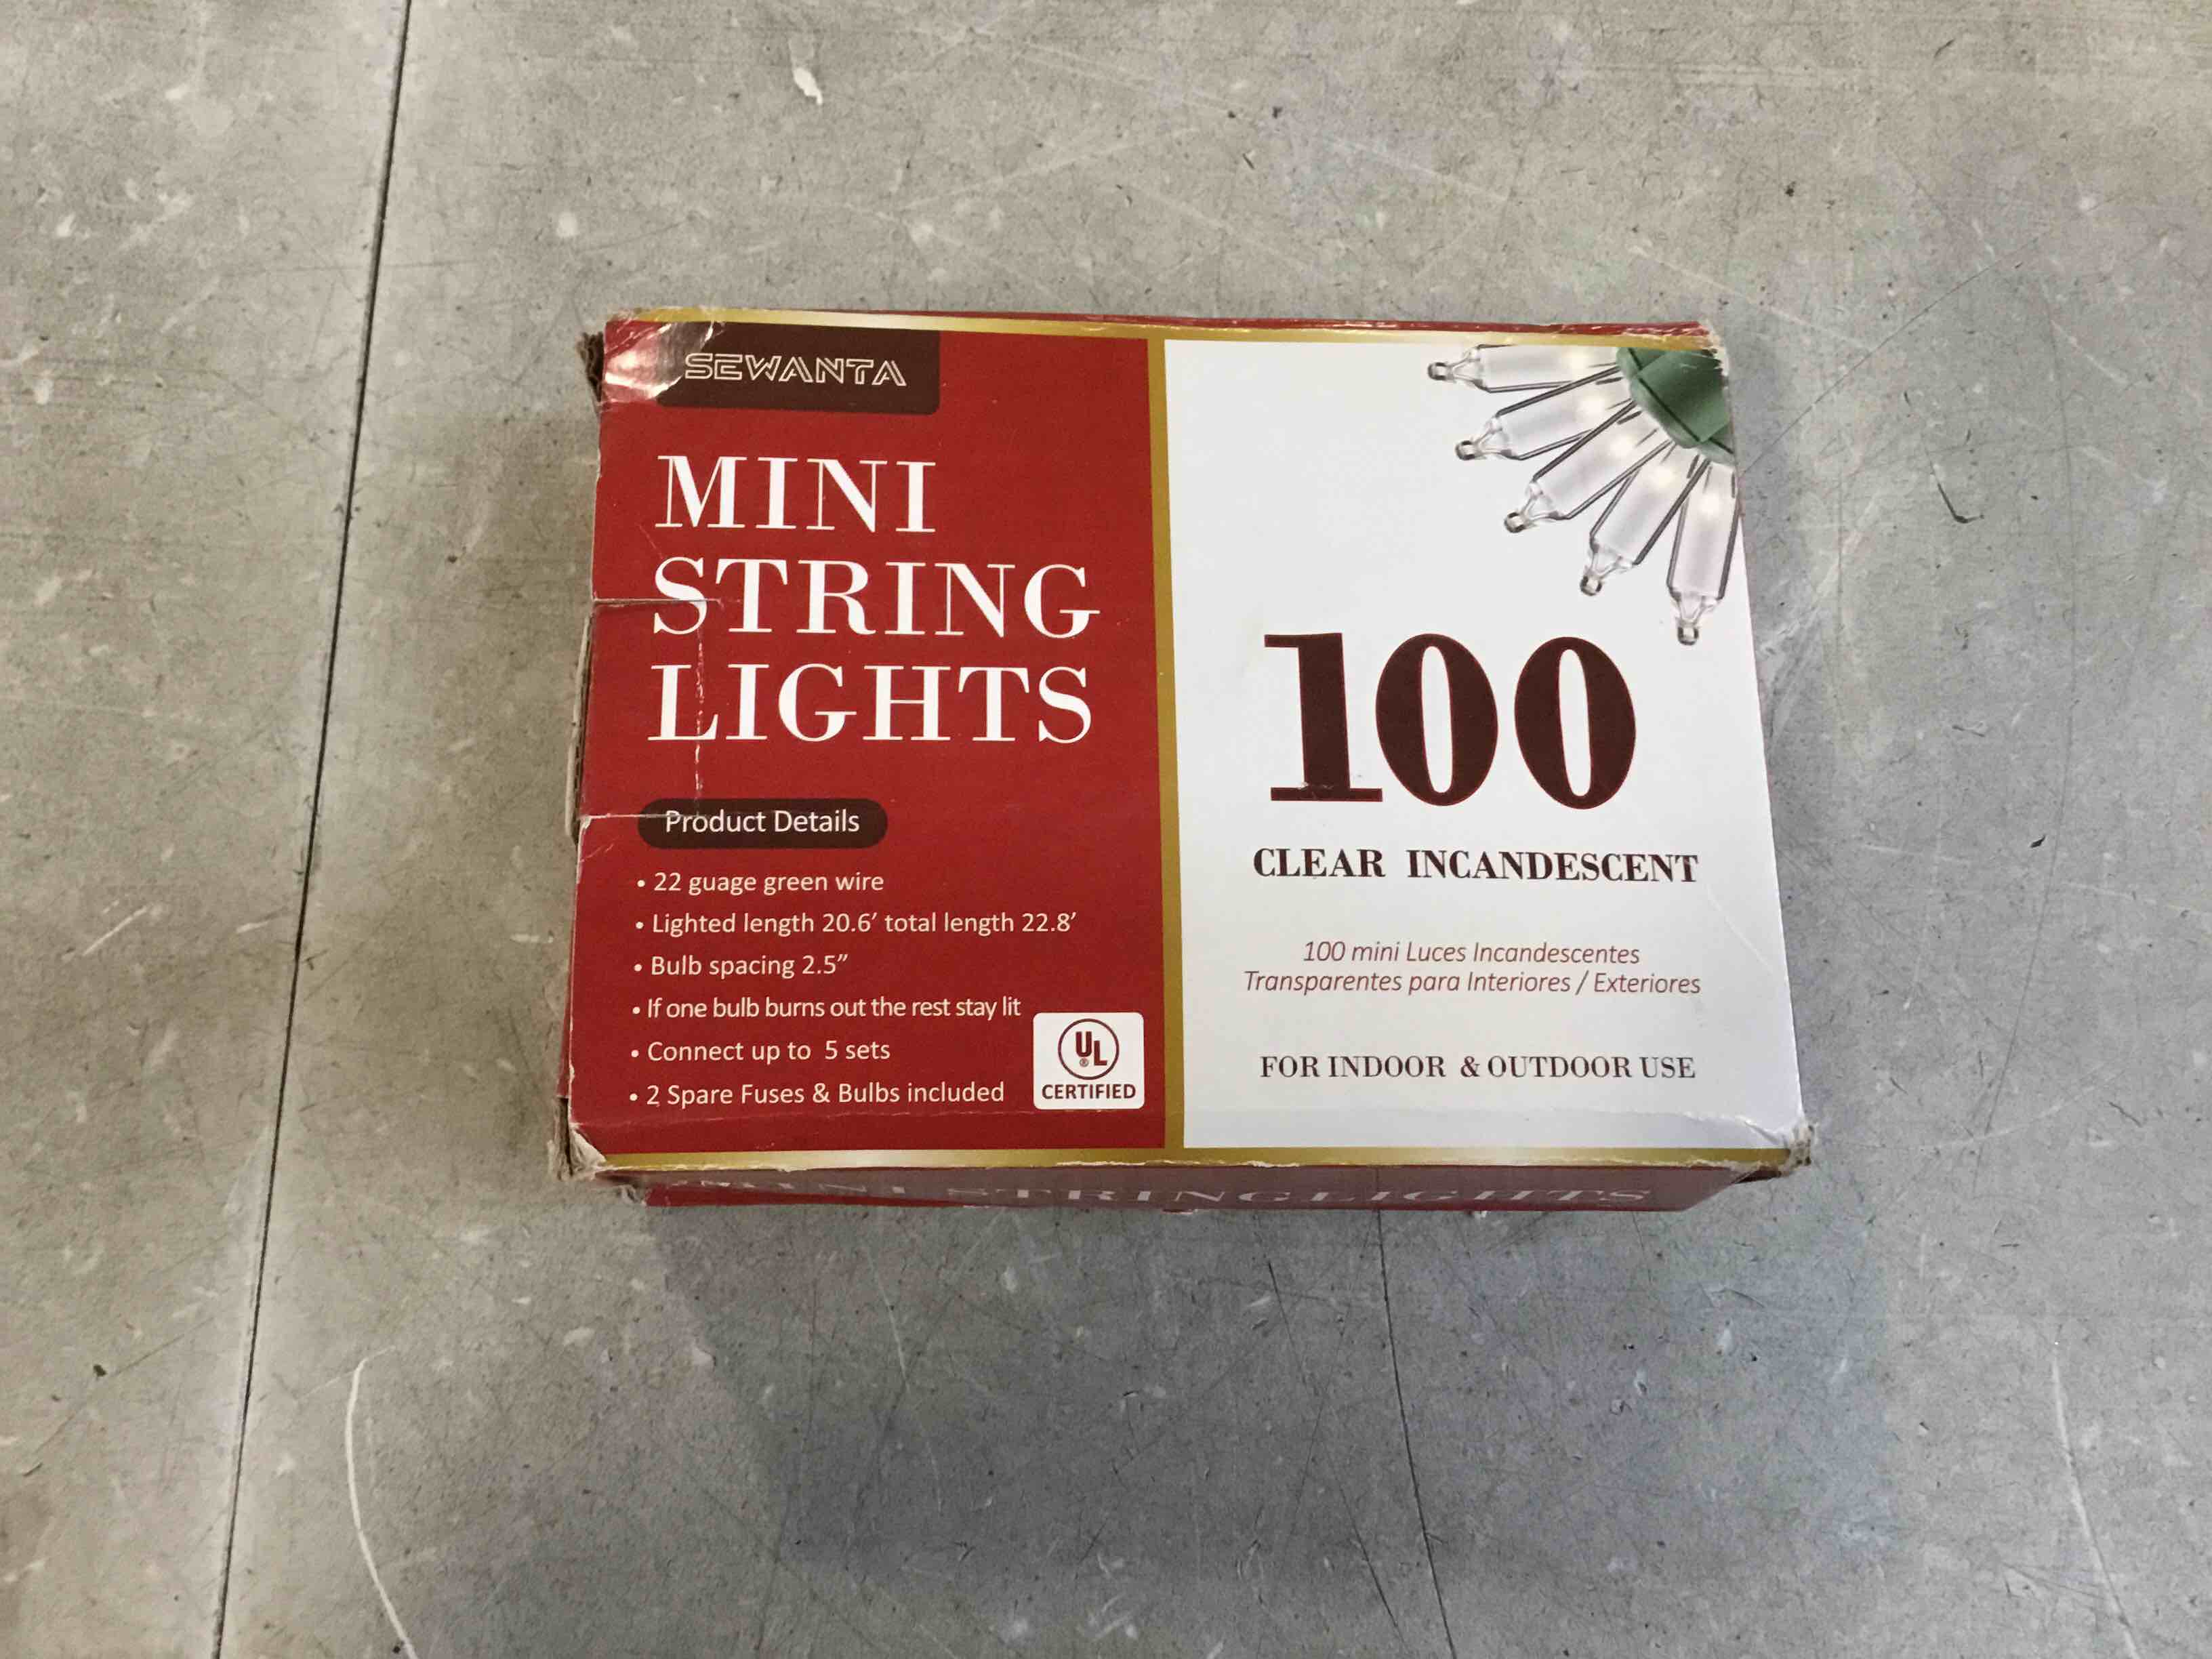 SEWANTA
MINI
STRING
LIGHTS
Product Details
• 22 guage green wire
• Lighted length 20.6′ total length 22.8′
• Bulb spacing 2.5″
• If one bulb burns out the rest stay lit
• Connect up to 5 sets
• 2 Spare Fuses & Bulbs included
UL
®
CERTIFIED
100
CLEAR INCANDESCENT
100 mini Luces Incandescentes
Transparentes para Interiores / Exteriores
FOR INDOOR & OUTDOOR USE
MINI STRING LIGHTS